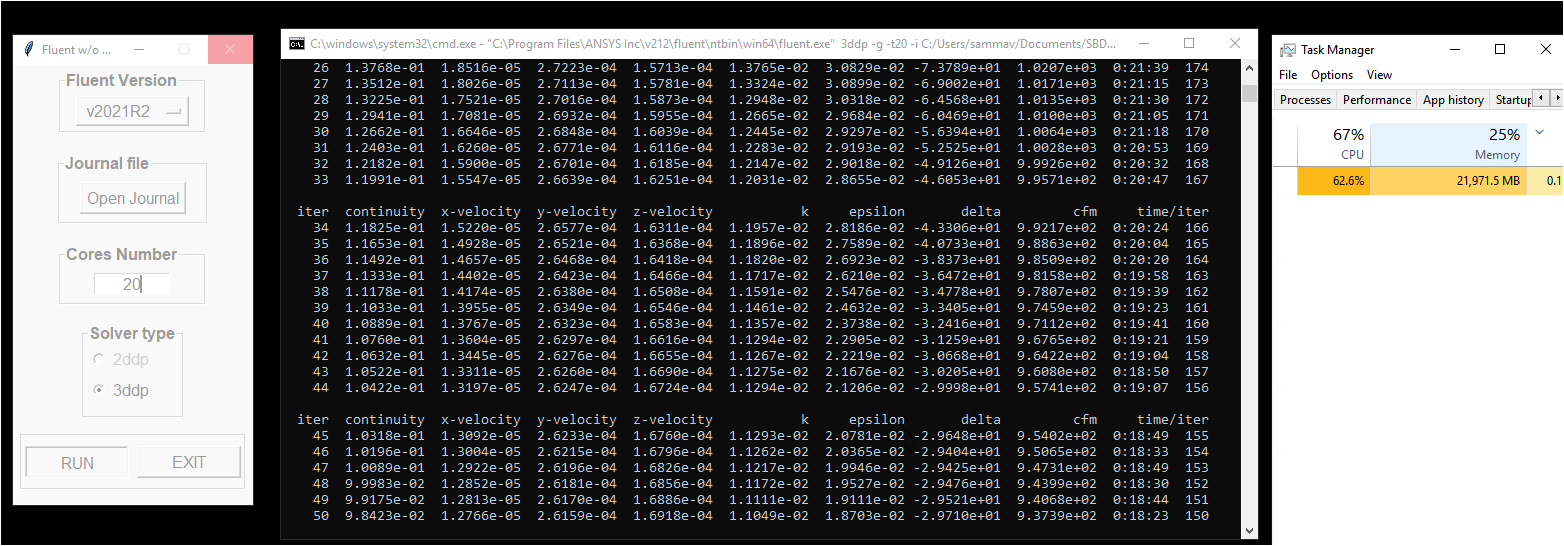 Fluent w/o ...
Fluent Version
v2021R2
Journal file
Open Journal
Cores Number
20
Solver type
2ddp
3ddp
RUN
EXIT
C:\windows\system32\cmd.exe - "C:\Program Files\ANSYS Inc\v212\fluent\ntbin\win64\fluent.exe" 3ddp -g -t20 -i C:/Users/sammav/Documents/SBD...
26 1.3768e-01 1.8516e-05 2.7223e-04 1.5713e-04 1.3765e-02 3.0829e-02 -7.3789e+01 1.0207e+03 0:21:39 174
27 1.3512e-01 1.8026e-05 2.7113e-04 1.5781e-04 1.3324e-02 3.0899e-02 -6.9002e+01 1.0171e+03 0:21:15 173
28 1.3225e-01 1.7521e-05 2.7016e-04 1.5873e-04 1.2948e-02 3.0318e-02 -6.4568e+01 1.0135e+03 0:21:30 172
29 1.2941e-01 1.7081e-05 2.6932e-04 1.5955e-04 1.2665e-02 2.9684e-02 -6.0469e+01 1.0100e+03 0:21:05 171
30 1.2662e-01 1.6646e-05 2.6848e-04 1.6039e-04 1.2445e-02 2.9297e-02 -5.6394e+01 1.0064e+03 0:21:18 170
31 1.2403e-01 1.6260e-05 2.6771e-04 1.6116e-04 1.2283e-02 2.9193e-02 -5.2525e+01 1.0028e+03 0:20:53 169
32 1.2182e-01 1.5900e-05 2.6701e-04 1.6185e-04 1.2147e-02 2.9018e-02 -4.9126e+01 9.9926e+02 0:20:32 168
33 1.1991e-01 1.5547e-05 2.6639e-04 1.6251e-04 1.2031e-02 2.8655e-02 -4.6053e+01 9.9571e+02 0:20:47 167
iter continuity x-velocity y-velocity z-velocity k epsilon delta cfm time/iter
34 1.1825e-01 1.5220e-05 2.6577e-04 1.6311e-04 1.1957e-02 2.8186e-02 -4.3306e+01 9.9217e+02 0:20:24 166
35 1.1653e-01 1.4928e-05 2.6521e-04 1.6368e-04 1.1896e-02 2.7589e-02 -4.0733e+01 9.8863e+02 0:20:04 165
36 1.1492e-01 1.4657e-05 2.6468e-04 1.6418e-04 1.1820e-02 2.6923e-02 -3.8373e+01 9.8509e+02 0:20:20 164
37 1.1333e-01 1.4402e-05 2.6423e-04 1.6466e-04 1.1717e-02 2.6210e-02 -3.6472e+01 9.8158e+02 0:19:58 163
38 1.1178e-01 1.4174e-05 2.6380e-04 1.6508e-04 1.1591e-02 2.5476e-02 -3.4778e+01 9.7807e+02 0:19:39 162
39 1.1033e-01 1.3955e-05 2.6349e-04 1.6546e-04 1.1461e-02 2.4632e-02 -3.3405e+01 9.7459e+02 0:19:23 161
40 1.0889e-01 1.3767e-05 2.6323e-04 1.6583e-04 1.1357e-02 2.3738e-02 -3.2416e+01 9.7112e+02 0:19:41 160
41 1.0760e-01 1.3604e-05 2.6297e-04 1.6616e-04 1.1294e-02 2.2905e-02 -3.1259e+01 9.6765e+02 0:19:21 159
42 1.0632e-01 1.3445e-05 2.6276e-04 1.6655e-04 1.1267e-02 2.2219e-02 -3.0668e+01 9.6422e+02 0:19:04 158
43 1.0522e-01 1.3311e-05 2.6260e-04 1.6690e-04 1.1275e-02 2.1676e-02 -3.0205e+01 9.6080e+02 0:18:50 157
44 1.0422e-01 1.3197e-05 2.6247e-04 1.6724e-04 1.1294e-02 2.1206e-02 -2.9998e+01 9.5741e+02 0:19:07 156
iter continuity x-velocity y-velocity z-velocity k epsilon delta cfm time/iter
45 1.0318e-01 1.3092e-05 2.6233e-04 1.6760e-04 1.1293e-02 2.0781e-02 -2.9648e+01 9.5402e+02 0:18:49 155
46 1.0196e-01 1.3004e-05 2.6215e-04 1.6796e-04 1.1262e-02 2.0365e-02 -2.9404e+01 9.5065e+02 0:18:33 154
47 1.0089e-01 1.2922e-05 2.6196e-04 1.6826e-04 1.1217e-02 1.9946e-02 -2.9425e+01 9.4731e+02 0:18:49 153
48 9.9983e-02 1.2852e-05 2.6181e-04 1.6856e-04 1.1172e-02 1.9527e-02 -2.9476e+01 9.4399e+02 0:18:30 152
49 9.9175e-02 1.2813e-05 2.6170e-04 1.6886e-04 1.1111e-02 1.9111e-02 -2.9521e+01 9.4068e+02 0:18:44 151
50 9.8423e-02 1.2766e-05 2.6159e-04 1.6918e-04 1.1049e-02 1.8703e-02 -2.9710e+01 9.3739e+02 0:18:23 150
Task Manager
File Options View
Processes Performance App history Startup
67% 25%
CPU Memory
62.6% 21,971.5 MB 0.1